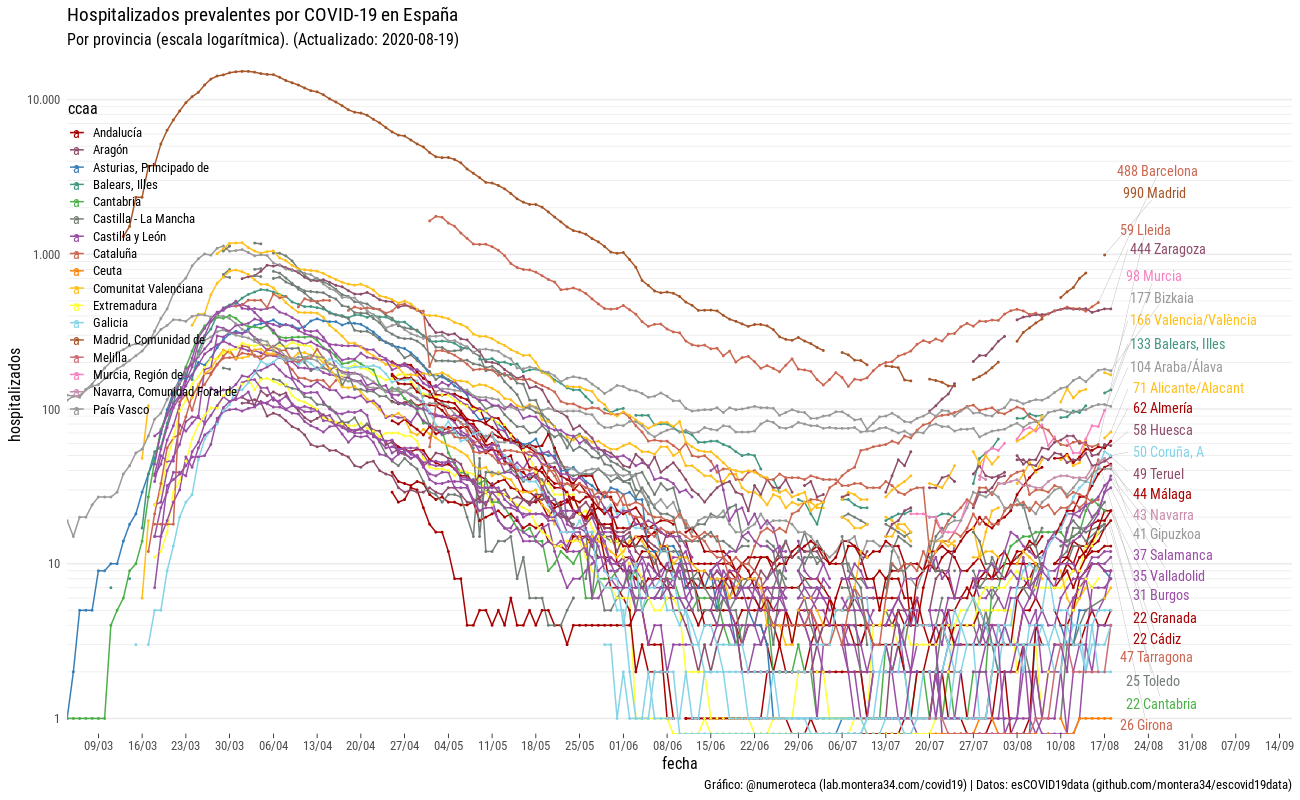 Hospitalizados prevalentes por COVID-19 en España
Por provincia (escala logarítmica). (Actualizado: 2020-08-19)
hospitalizados
10.000
1.000
100
10
1
ccaa
Andalucía
Aragón
Asturias, Principado de
Balears, Illes
Cantabria
Castilla - La Mancha
Castilla y León
Cataluña
Ceuta
Comunitat Valenciana
Extremadura
Galicia
Madrid, Comunidad de
Melilla
Murcia, Región de
Navarra, Comunidad Foral de
País Vasco
488 Barcelona
990 Madrid
59 Lleida
444 Zaragoza
98 Murcia
177 Bizkaia
166 Valencia/València
133 Balears, Illes
104 Araba/Álava
71 Alicante/Alacant
62 Almería
58 Huesca
50 Coruña, A
49 Teruel
44 Málaga
43 Navarra
41 Gipuzkoa
37 Salamanca
35 Valladolid
31 Burgos
22 Granada
22 Cádiz
47 Tarragona
25 Toledo
22 Cantabria
26 Girona
09/03 16/03 23/03 30/03 06/04 13/04 20/04 27/04 04/05 11/05 18/05 25/05 01/06 08/06 15/06 22/06 29/06 06/07 13/07 20/07 27/07 03/08 10/08 17/08 24/08 31/08 07/09 14/09
fecha
Gráfico: @numeroteca (lab.montera34.com/covid19) | Datos: esCOVID19data (github.com/montera34/escovid19data)